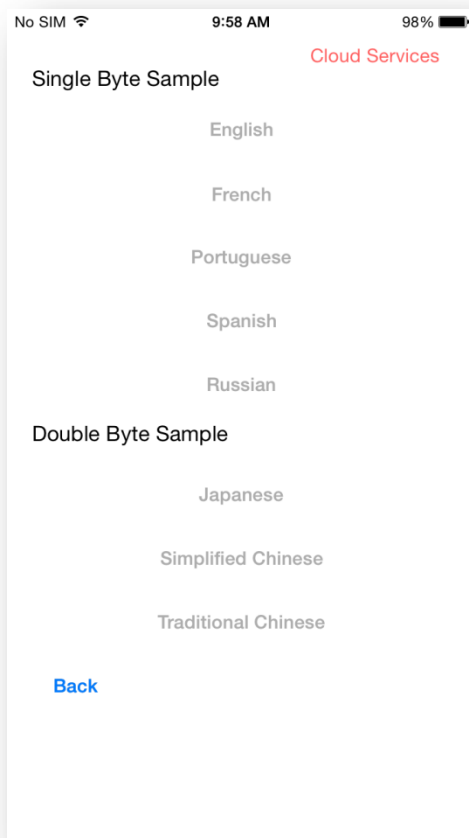 No SIM 9:58 AM 98%
Cloud Services
Single Byte Sample
English
French
Portuguese
Spanish
Russian
Double Byte Sample
Japanese
Simplified Chinese
Traditional Chinese
Back